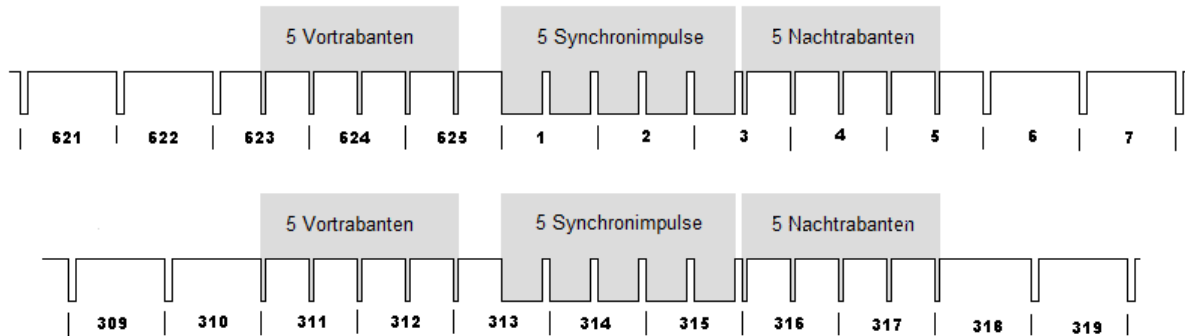 5 Vortrabanten 5 Synchronimpulse 5 Nachtrabanten
621 622 623 624 625 1 2 3 4 5 6 7
5 Vortrabanten 5 Synchronimpulse 5 Nachtrabanten
309 310 311 312 313 314 315 316 317 318 319